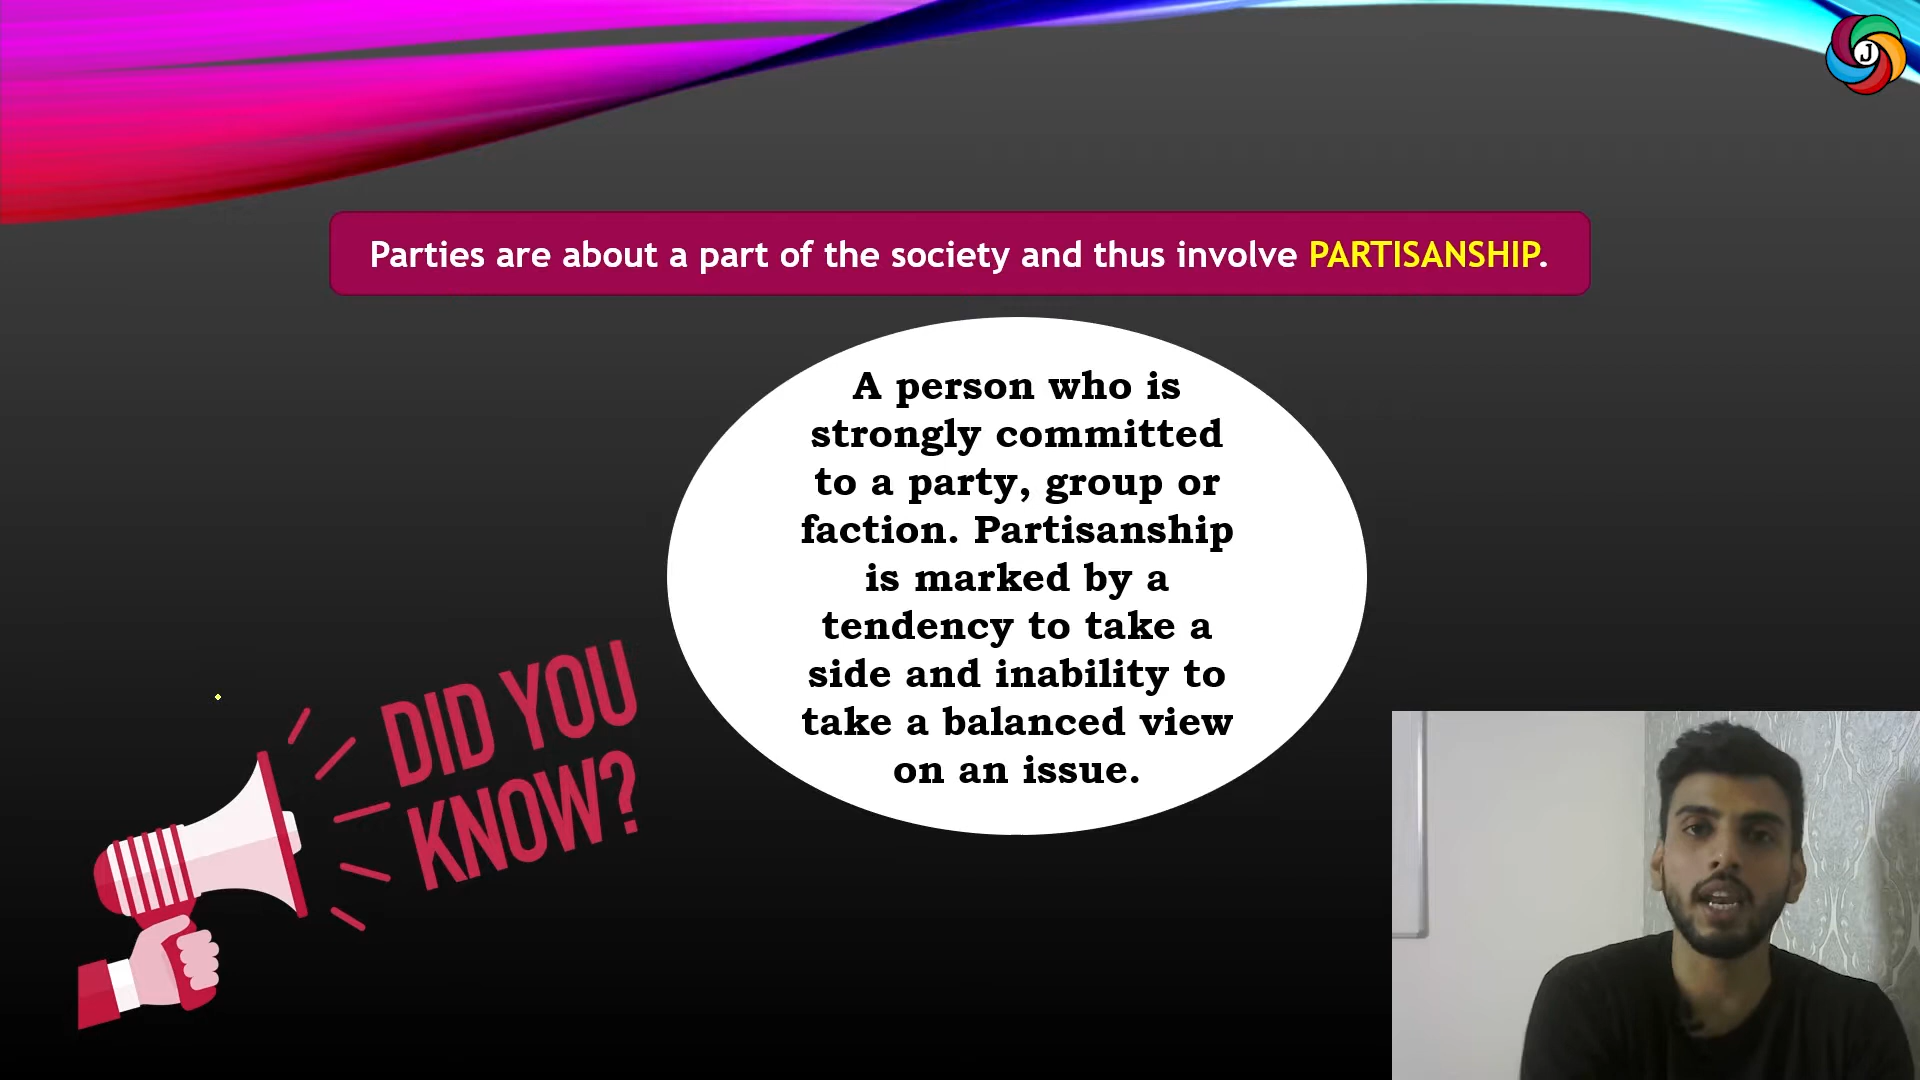 J
Parties are about a part of the society and thus involve PARTISANSHIP.
A person who is
strongly committed
to a party, group or
faction. Partisanship
is marked by a
tendency to take a
side and inability to
take a balanced view
on an issue.
DID YOU
KNOW?